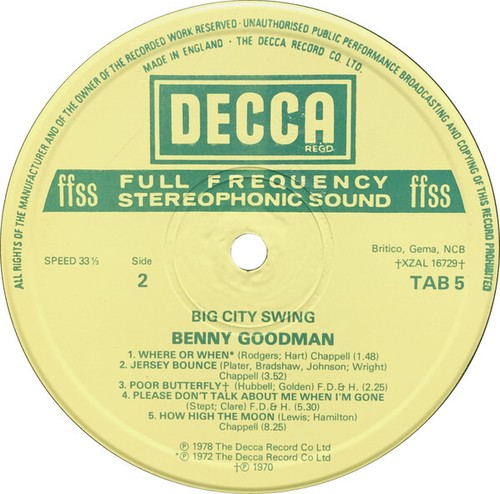 ALL RIGHTS OF THE MANUFACTURER AND OF THE OWNER OF THE RECORDED WORK RESERVED · UNAUTHORISED PUBLIC PERFORMANCE BROADCASTING AND COPYING OF THIS RECORD PROHIBITED
MADE IN ENGLAND · THE DECCA RECORD CO. LTD.
DECCA
REGD.
ffss FULL FREQUENCY ffss
STEREOPHONIC SOUND
SPEED 33⅓ Side
2
Britico, Gema, NCB
†XZAL 16729†
TAB 5
BIG CITY SWING
BENNY GOODMAN
1. WHERE OR WHEN* (Rodgers; Hart) Chappell (1.48)
2. JERSEY BOUNCE (Plater, Bradshaw, Johnson; Wright)
Chappell (3.52)
3. POOR BUTTERFLY† (Hubbell; Golden) F.D.& H. (2.25)
4. PLEASE DON'T TALK ABOUT ME WHEN I'M GONE
(Stept; Clare) F.D.& H. (5.30)
5. HOW HIGH THE MOON (Lewis; Hamilton)
Chappell (8.25)
℗ 1978 The Decca Record Co Ltd
*℗ 1972 The Decca Record Co Ltd
†℗ 1970